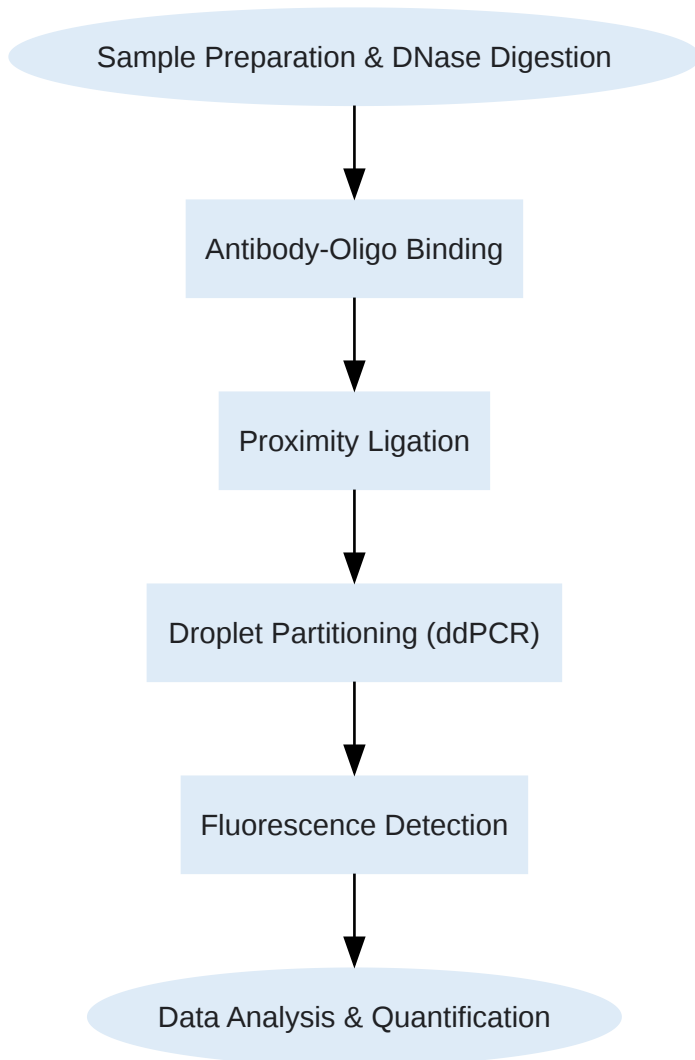 Sample Preparation & DNase Digestion
Antibody-Oligo Binding
Proximity Ligation
Droplet Partitioning (ddPCR)
Fluorescence Detection
Data Analysis & Quantification